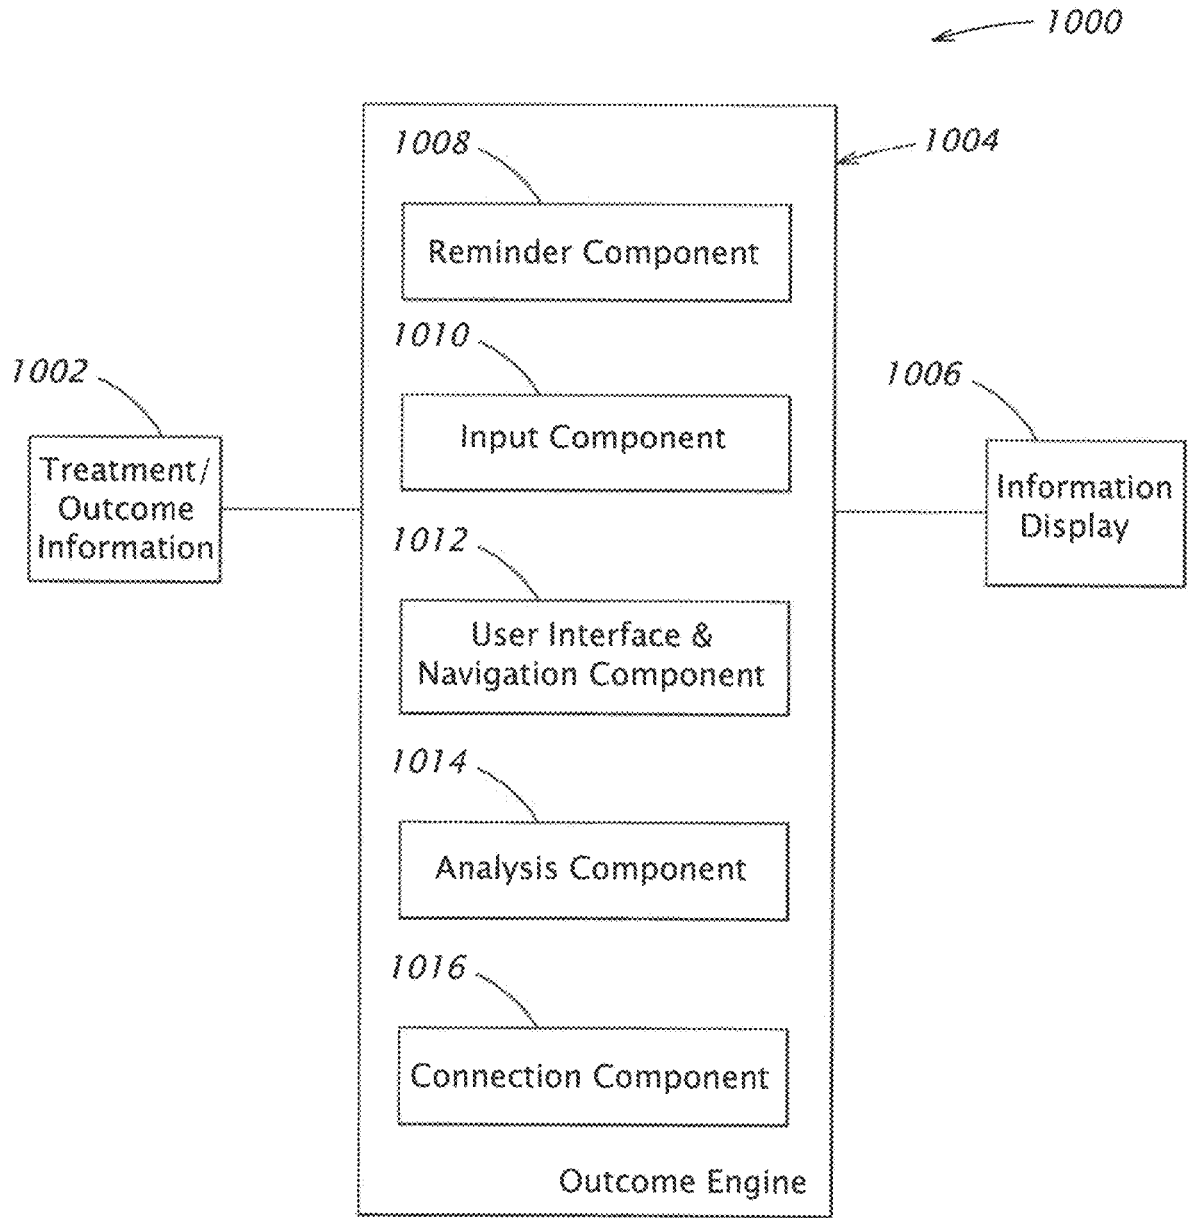 1000
1004
1008
Reminder Component
1010
Input Component
1002
Treatment/
Outcome
Information
1006
Information
Display
1012
User Interface &
Navigation Component
1014
Analysis Component
1016
Connection Component
Outcome Engine